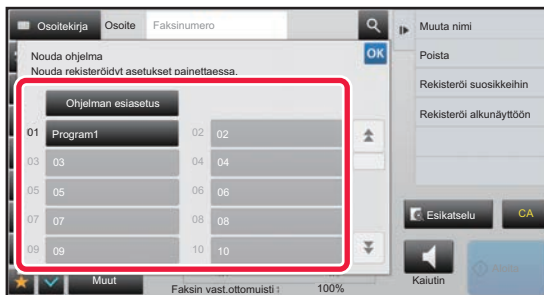 Osoitekirja Osoite Faksinumero
Muuta nimi
Nouda ohjelma OK
Nouda rekisteröidyt asetukset painettaessa.
Poista
Rekisteröi suosikkeihin
Ohjelman esiasetus
Rekisteröi alkunäyttöön
01 Program1 02 02
03 03 04 04
05 05 06 06
07 07 08 08
Esikatselu CA
09 09 10 10
Aloita
Muut
Faksin vast.ottomuisti : 100%
Kaiutin